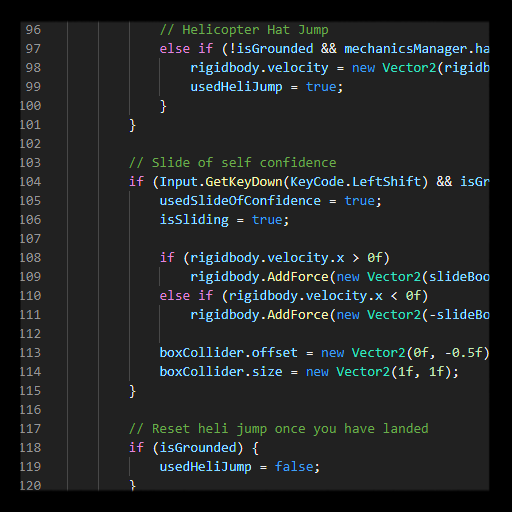 96 // Helicopter Hat Jump
97 else if (!isGrounded && mechanicsManager.ha
98 rigidbody.velocity = new Vector2(rigidb
99 usedHeliJump = true;
100 }
101 }
102
103 // Slide of self confidence
104 if (Input.GetKeyDown(KeyCode.LeftShift) && isGr
105 usedSlideOfConfidence = true;
106 isSliding = true;
107
108 if (rigidbody.velocity.x > 0f)
109 rigidbody.AddForce(new Vector2(slideBoo
110 else if (rigidbody.velocity.x < 0f)
111 rigidbody.AddForce(new Vector2(-slideBo
112
113 boxCollider.offset = new Vector2(0f, -0.5f)
114 boxCollider.size = new Vector2(1f, 1f);
115 }
116
117 // Reset heli jump once you have landed
118 if (isGrounded) {
119 usedHeliJump = false;
120 }